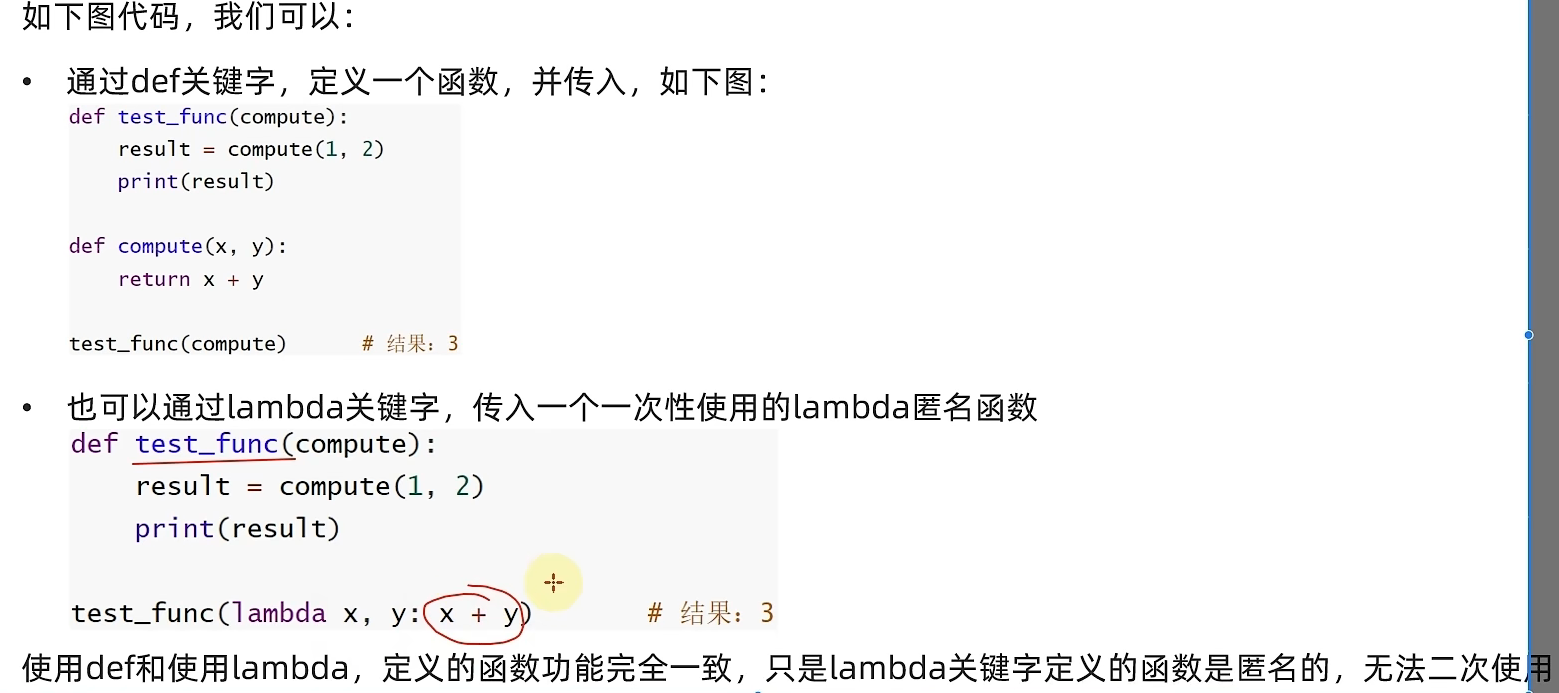 如下图代码，我们可以：
• 通过def关键字，定义一个函数，并传入，如下图：
def test_func(compute):
    result = compute(1, 2)
    print(result)
def compute(x, y):
    return x + y
test_func(compute)      # 结果：3
• 也可以通过lambda关键字，传入一个一次性使用的lambda匿名函数
def test_func(compute):
    result = compute(1, 2)
    print(result)
test_func(lambda x, y: x + y)       # 结果：3
使用def和使用lambda，定义的函数功能完全一致，只是lambda关键字定义的函数是匿名的，无法二次使用